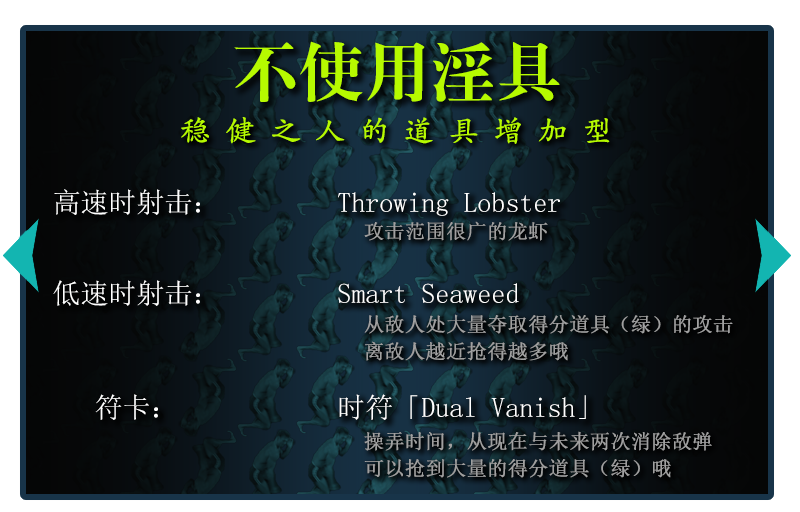 不使用淫具
稳健之人的道具增加型
高速时射击： Throwing Lobster
攻击范围很广的龙虾
低速时射击： Smart Seaweed
从敌人处大量夺取得分道具（绿）的攻击
离敌人越近抢得越多哦
符卡： 时符「Dual Vanish」
操弄时间，从现在与未来两次消除敌弹
可以抢到大量的得分道具（绿）哦